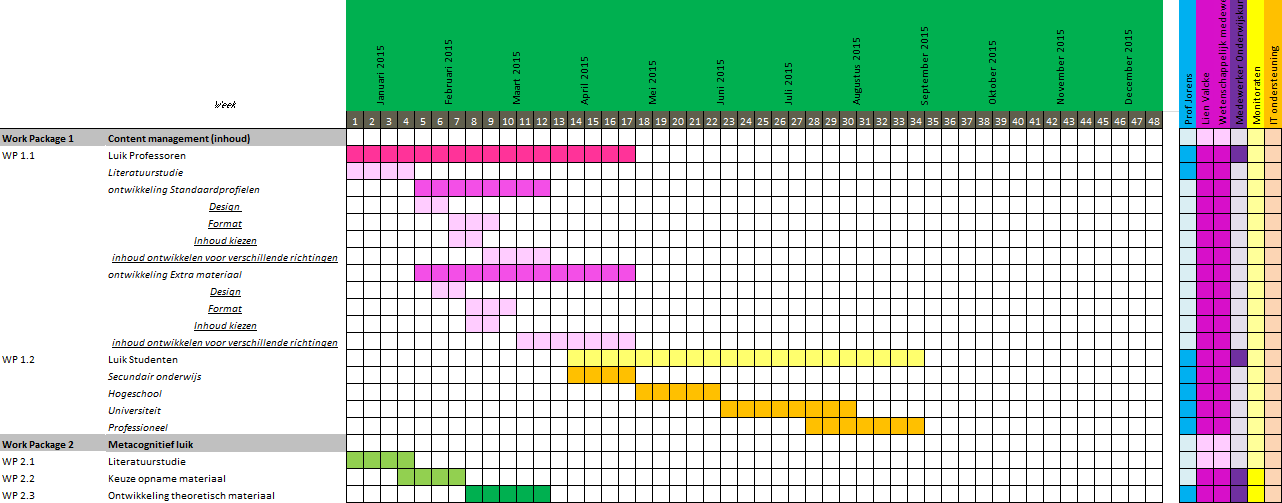 Januari 2015 Februari 2015 Maart 2015 April 2015 Mei 2015 Juni 2015 Juli 2015 Augustus 2015 September 2015 Oktober 2015 November 2015 December 2015
Prof Jorens
Lieva Valcke
Wetenschappelijk medewe
Medewerker Onderwijskun
Monitoraten
IT ondersteuning
Week
1 2 3 4 5 6 7 8 9 10 11 12 13 14 15 16 17 18 19 20 21 22 23 24 25 26 27 28 29 30 31 32 33 34 35 36 37 38 39 40 41 42 43 44 45 46 47 48
Work Package 1 Content management (inhoud)
WP 1.1 Luik Professoren
Literatuurstudie
ontwikkeling Standaardprofielen
Design
Format
Inhoud kiezen
inhoud ontwikkelen voor verschillende richtingen
ontwikkeling Extra materiaal
Design
Format
Inhoud kiezen
inhoud ontwikkelen voor verschillende richtingen
WP 1.2 Luik Studenten
Secundair onderwijs
Hogeschool
Universiteit
Professioneel
Work Package 2 Metacognitief luik
WP 2.1 Literatuurstudie
WP 2.2 Keuze opname materiaal
WP 2.3 Ontwikkeling theoretisch materiaal